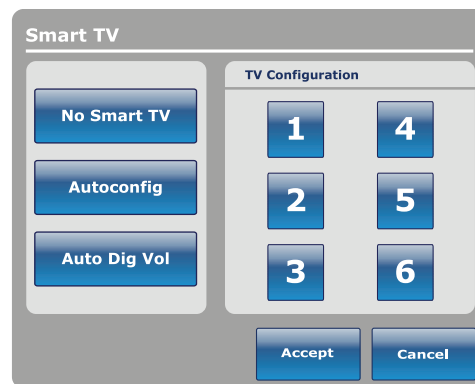 Smart TV
No Smart TV
Autoconfig
Auto Dig Vol
TV Configuration
1 4
2 5
3 6
Accept Cancel